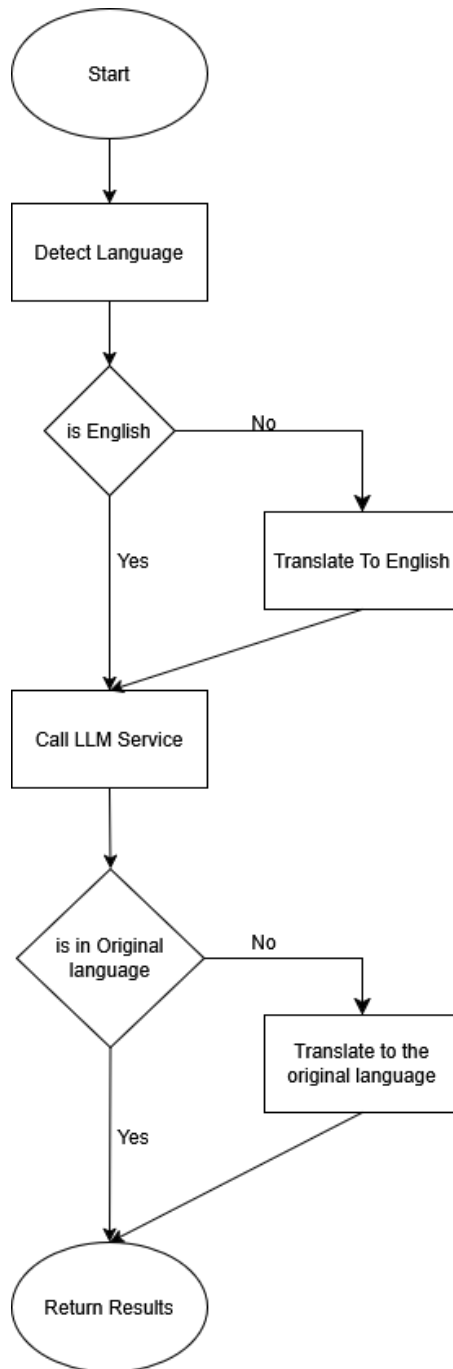 Start
Detect Language
is English
No
Yes
Translate To English
Call LLM Service
is in Original
language
No
Translate to the
original language
Yes
Return Results